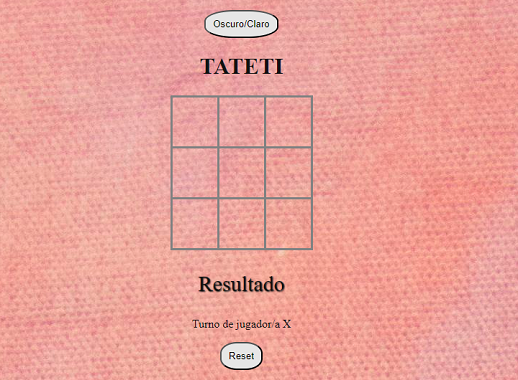 Oscuro/Claro
TATETI
Resultado
Turno de jugador/a X
Reset